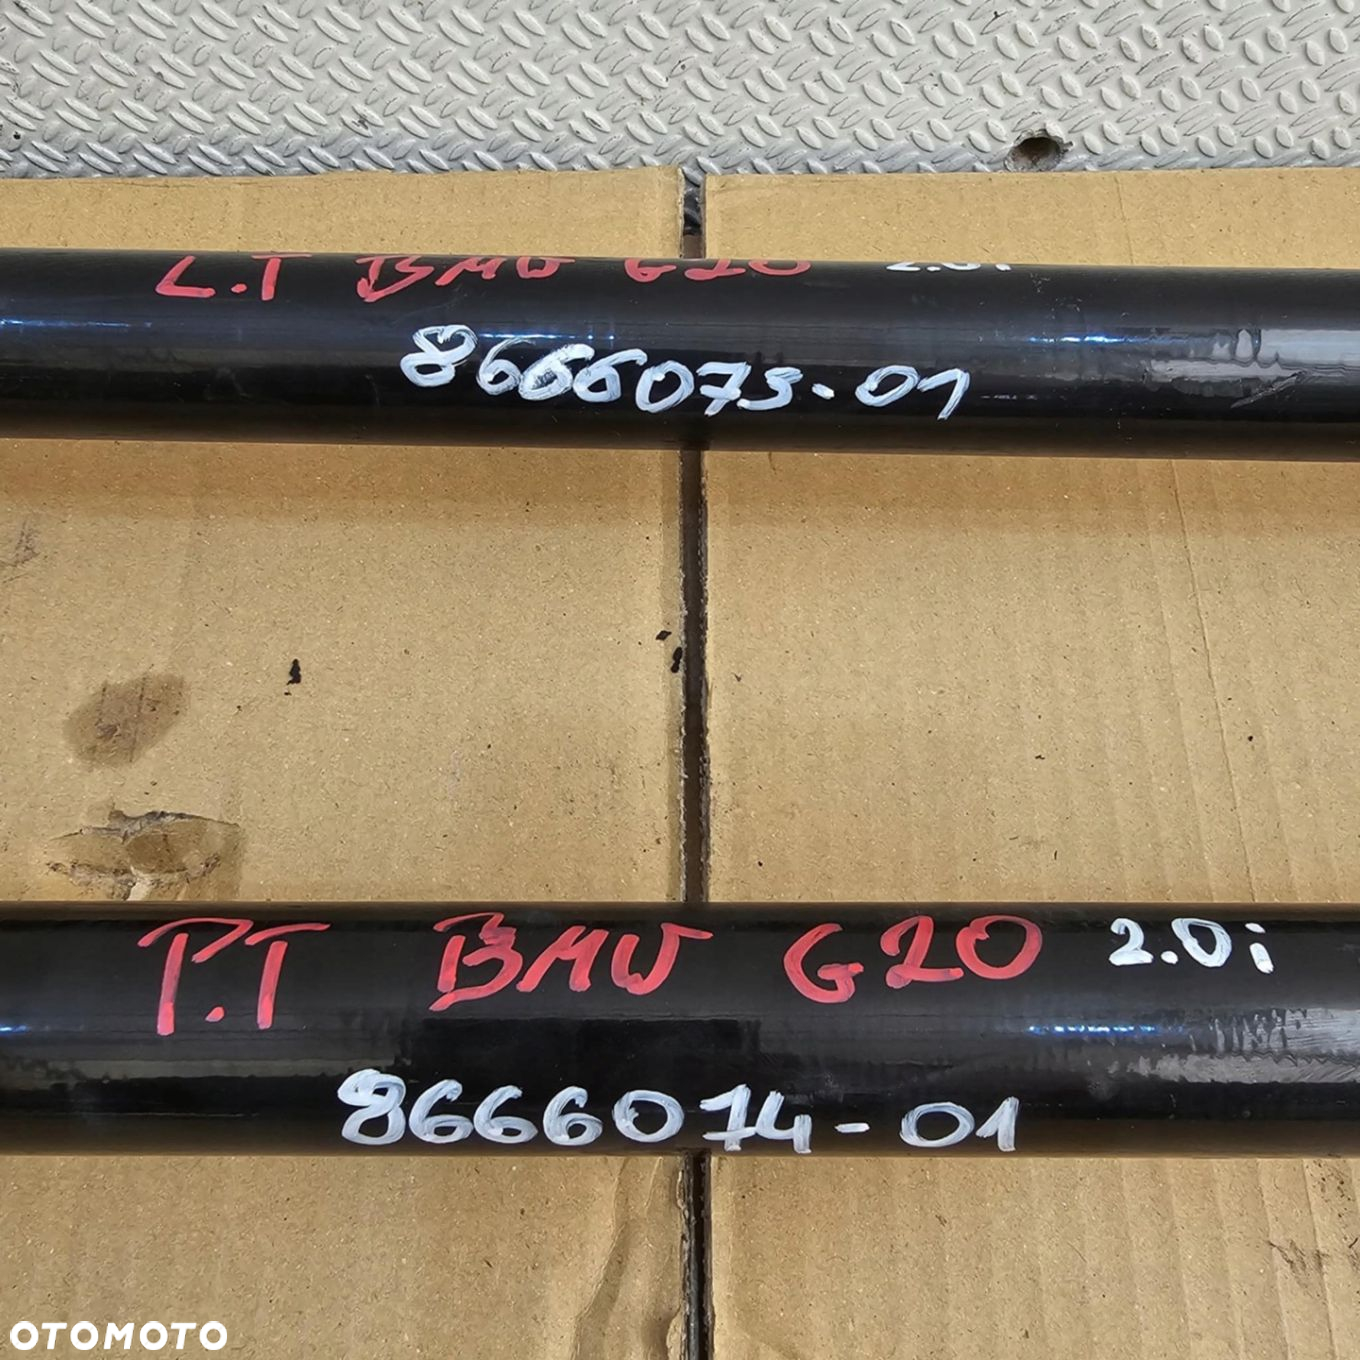 L.T BMW G20 2.0i
8666073-01
P.T BMW G20 2.0i
8666074-01
OTOMOTO